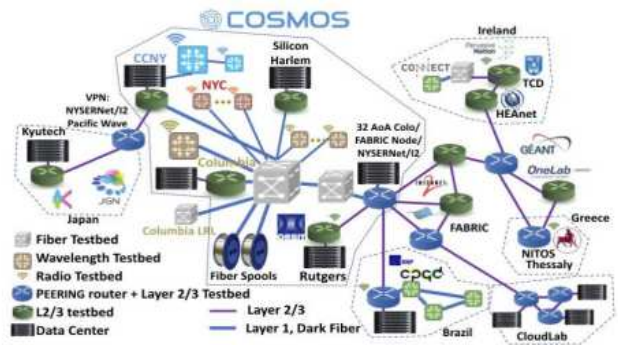 COSMOS
CCNY
Silicon
Harlem
NYC
VPN:
NYSERNet/I2
Pacific Wave
Kyutech
JGN
Japan
Columbia
Columbia LRL
Fiber Spools
32 AoA Colo/
FABRIC Node/
NYSERNet/I2
ORBIT
Rutgers
Ireland
CONNECT
TCD
HEAnet
GÉANT
OneLab
INTERNET
FABRIC
Greece
NITOS
Thessaly
cpqd
Brazil
CloudLab
Fiber Testbed
Wavelength Testbed
Radio Testbed
PEERING router + Layer 2/3 Testbed
L2/3 testbed
Data Center
Layer 2/3
Layer 1, Dark Fiber